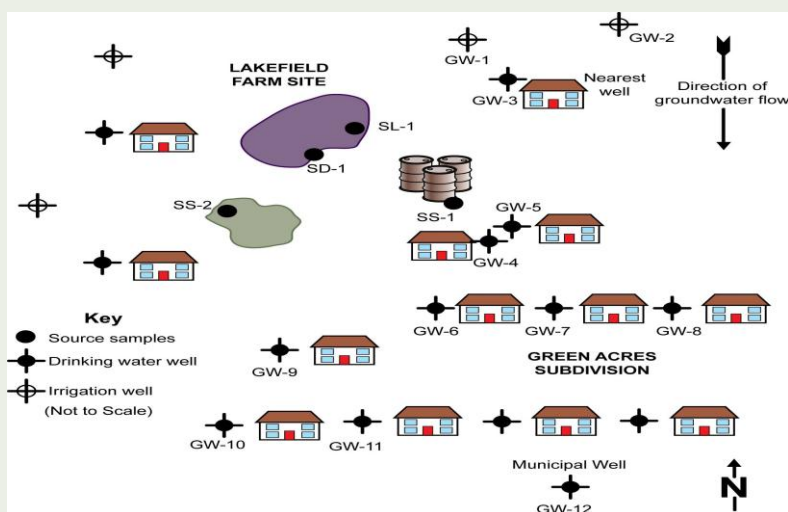 GW-1
GW-2
LAKEFIELD
FARM SITE
Nearest
well
GW-3
Direction of
groundwater flow
SL-1
SD-1
SS-2
SS-1
GW-5
GW-4
Key
Source samples
Drinking water well
Irrigation well
(Not to Scale)
GW-6
GW-7
GW-8
GW-9
GREEN ACRES
SUBDIVISION
GW-10
GW-11
Municipal Well
GW-12
N